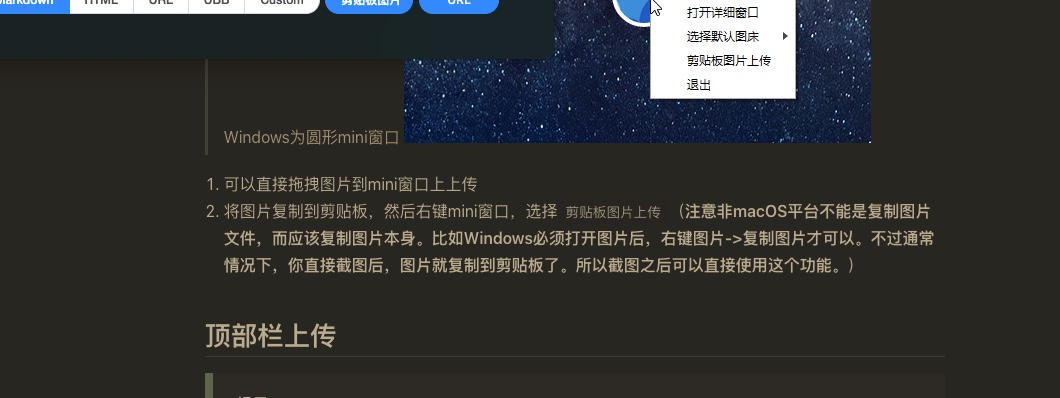 Markdown HTML URL UBB Custom 剪贴板图片 URL
打开详细窗口
选择默认图床
剪贴板图片上传
退出
Windows为圆形mini窗口
1. 可以直接拖拽图片到mini窗口上上传
2. 将图片复制到剪贴板，然后右键mini窗口，选择 剪贴板图片上传 （注意非macOS平台不能是复制图片
文件，而应该复制图片本身。比如Windows必须打开图片后，右键图片->复制图片才可以。不过通常
情况下，你直接截图后，图片就复制到剪贴板了。所以截图之后可以直接使用这个功能。）
顶部栏上传